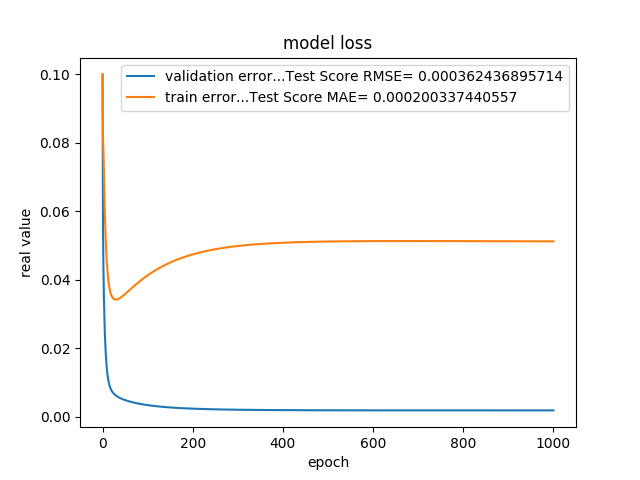 model loss
validation error...Test Score RMSE= 0.000362436895714
train error...Test Score MAE= 0.000200337440557
0.10
0.08
0.06
0.04
0.02
0.00
real value
0 200 400 600 800 1000
epoch